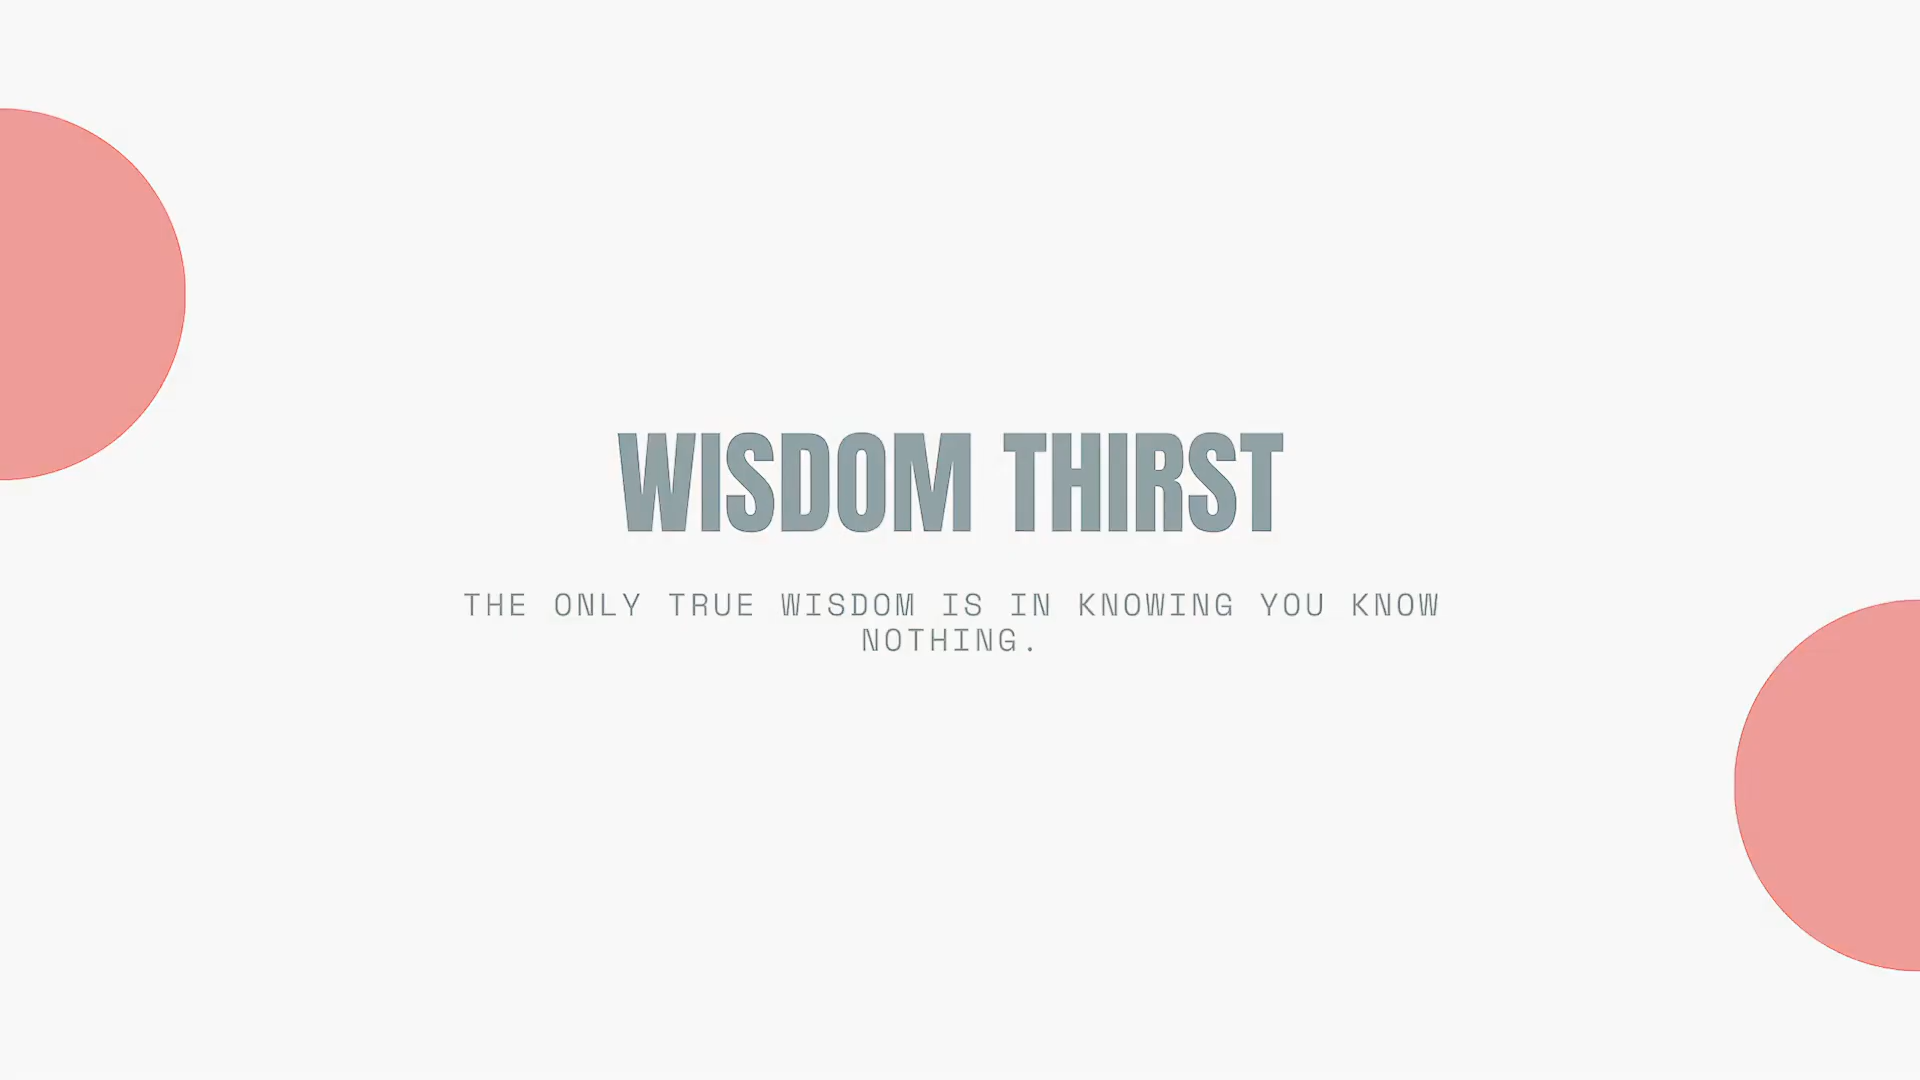 WISDOM THIRST
THE ONLY TRUE WISDOM IS IN KNOWING YOU KNOW
NOTHING.